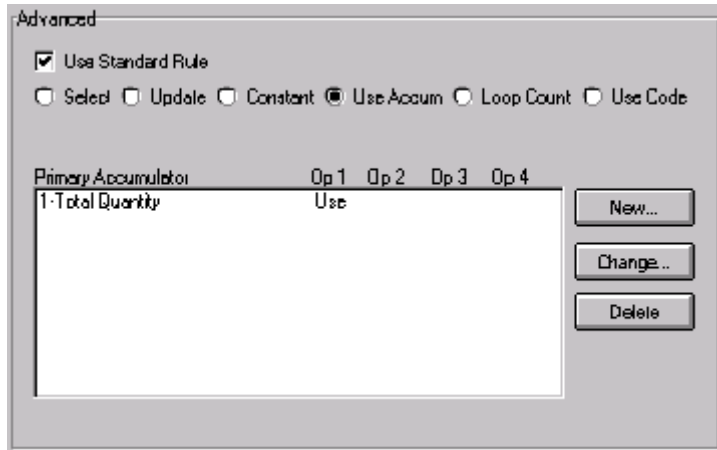 Advanced
Use Standard Rule
Select Update Constant Use Accum Loop Count Use Code
Primary Accumulator Op 1 Op 2 Op 3 Op 4
1-Total Quantity Use
New...
Change...
Delete